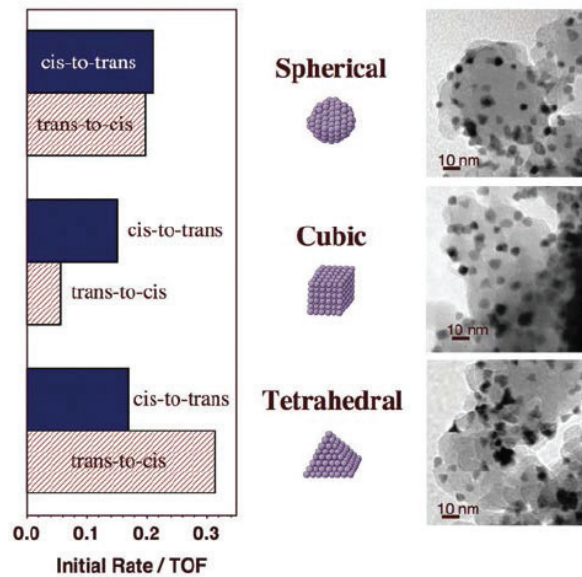 cis-to-trans
trans-to-cis
Spherical
10 nm
cis-to-trans
trans-to-cis
Cubic
10 nm
cis-to-trans
trans-to-cis
Tetrahedral
10 nm
0.0 0.1 0.2 0.3
Initial Rate / TOF